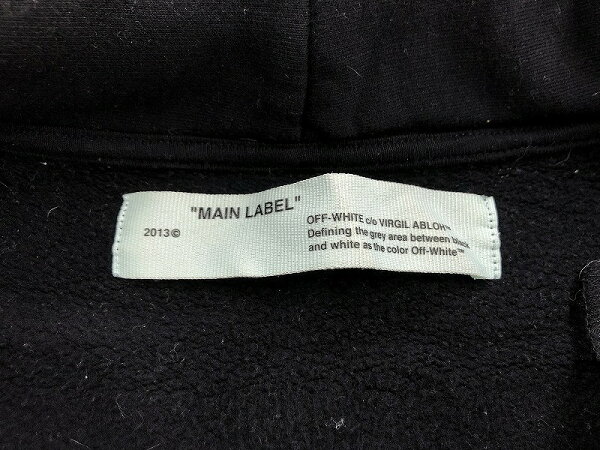 "MAIN LABEL"
2013©
OFF-WHITE c/o VIRGIL ABLOH™
Defining the grey area between black
and white as the color Off-White™